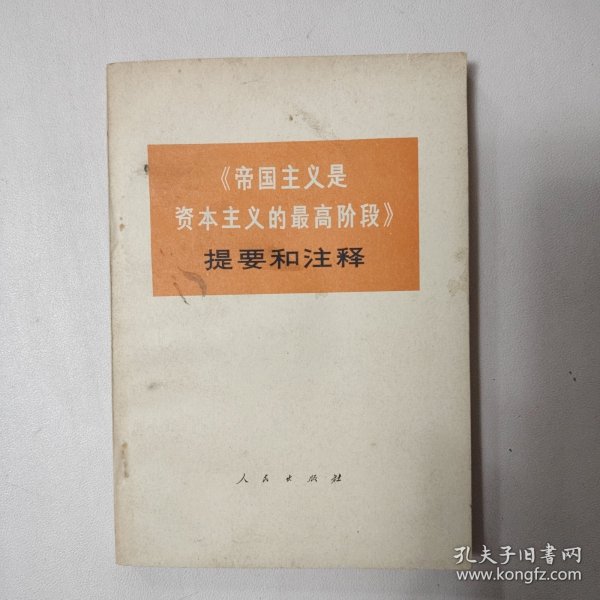 《帝国主义是
资本主义的最高阶段》
提要和注释
人民出版社
孔夫子旧书网
www.kongfz.com